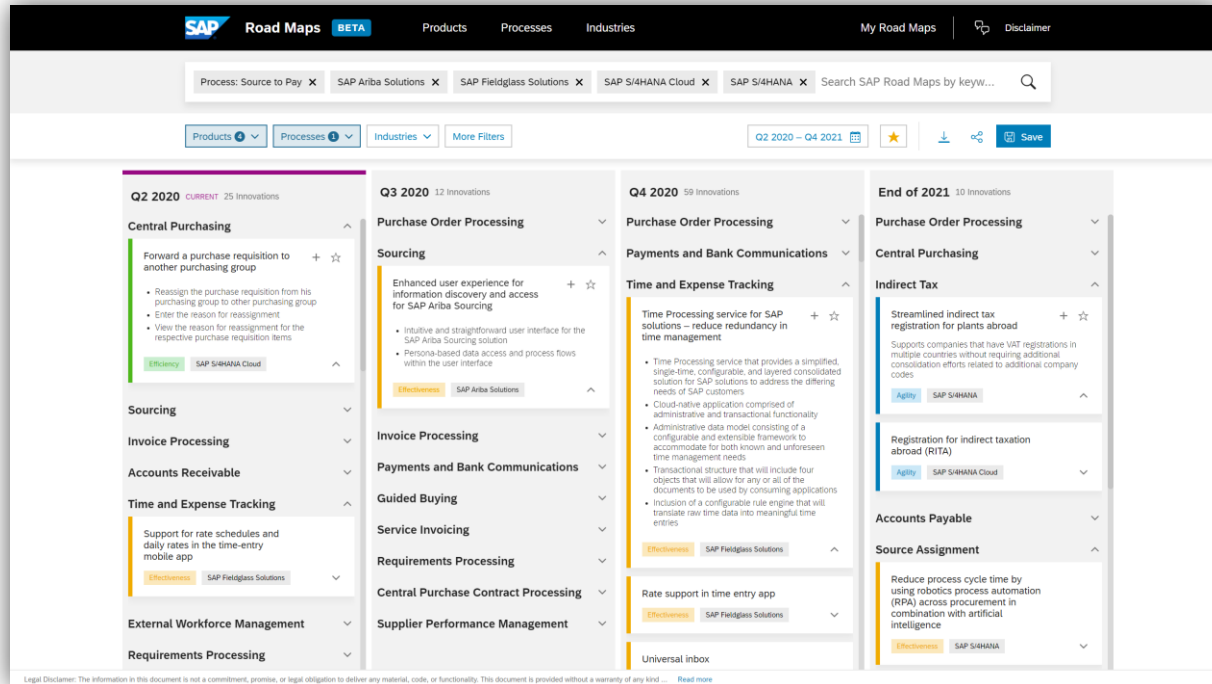 SAP Road Maps BETA Products Processes Industries My Road Maps Disclaimer
Process: Source to Pay SAP Ariba Solutions SAP Fieldglass Solutions SAP S/4HANA Cloud SAP S/4HANA Search SAP Road Maps by keyw...
Products 4 Processes 1 Industries More Filters Q2 2020 – Q4 2021 Save
Q2 2020 CURRENT 25 Innovations
Central Purchasing
Forward a purchase requisition to
another purchasing group
• Reassign the purchase requisition from his
purchasing group to other purchasing group
• Enter the reason for reassignment
• View the reason for reassignment for the
respective purchase requisition items
Efficiency SAP S/4HANA Cloud
Sourcing
Invoice Processing
Accounts Receivable
Time and Expense Tracking
Support for rate schedules and
daily rates in the time-entry
mobile app
Effectiveness SAP Fieldglass Solutions
External Workforce Management
Requirements Processing
Q3 2020 12 Innovations
Purchase Order Processing
Sourcing
Enhanced user experience for
information discovery and access
for SAP Ariba Sourcing
• Intuitive and straightforward user interface for the
SAP Ariba Sourcing solution
• Persona-based data access and process flows
within the user interface
Effectiveness SAP Ariba Solutions
Invoice Processing
Payments and Bank Communications
Guided Buying
Service Invoicing
Requirements Processing
Central Purchase Contract Processing
Supplier Performance Management
Q4 2020 59 Innovations
Purchase Order Processing
Payments and Bank Communications
Time and Expense Tracking
Time Processing service for SAP
solutions – reduce redundancy in
time management
• Time Processing service that provides a simplified,
single-time, configurable, and layered consolidated
solution for SAP solutions to address the differing
needs of SAP customers
• Cloud-native application comprised of
administrative and transactional functionality
• Administrative data model consisting of a
configurable and extensible framework to
accommodate for both known and unforeseen
time management needs
• Transactional structure that will include four
objects that will allow for any or all of the
documents to be used by consuming applications
• Inclusion of a configurable rule engine that will
translate raw time data into meaningful time
entries
Effectiveness SAP Fieldglass Solutions
Rate support in time entry app
Effectiveness SAP Fieldglass Solutions
Universal inbox
End of 2021 10 Innovations
Purchase Order Processing
Central Purchasing
Indirect Tax
Streamlined indirect tax
registration for plants abroad
Supports companies that have VAT registrations in
multiple countries without requiring additional
consolidation efforts related to additional company
codes
Agility SAP S/4HANA
Registration for indirect taxation
abroad (RITA)
Agility SAP S/4HANA Cloud
Accounts Payable
Source Assignment
Reduce process cycle time by
using robotics process automation
(RPA) across procurement in
combination with artificial
intelligence
Effectiveness SAP S/4HANA
Legal Disclaimer: The Information in this document is not a commitment, promise, or legal obligation to deliver any material, code, or functionality. This document is provided without a warranty of any kind ... Read more